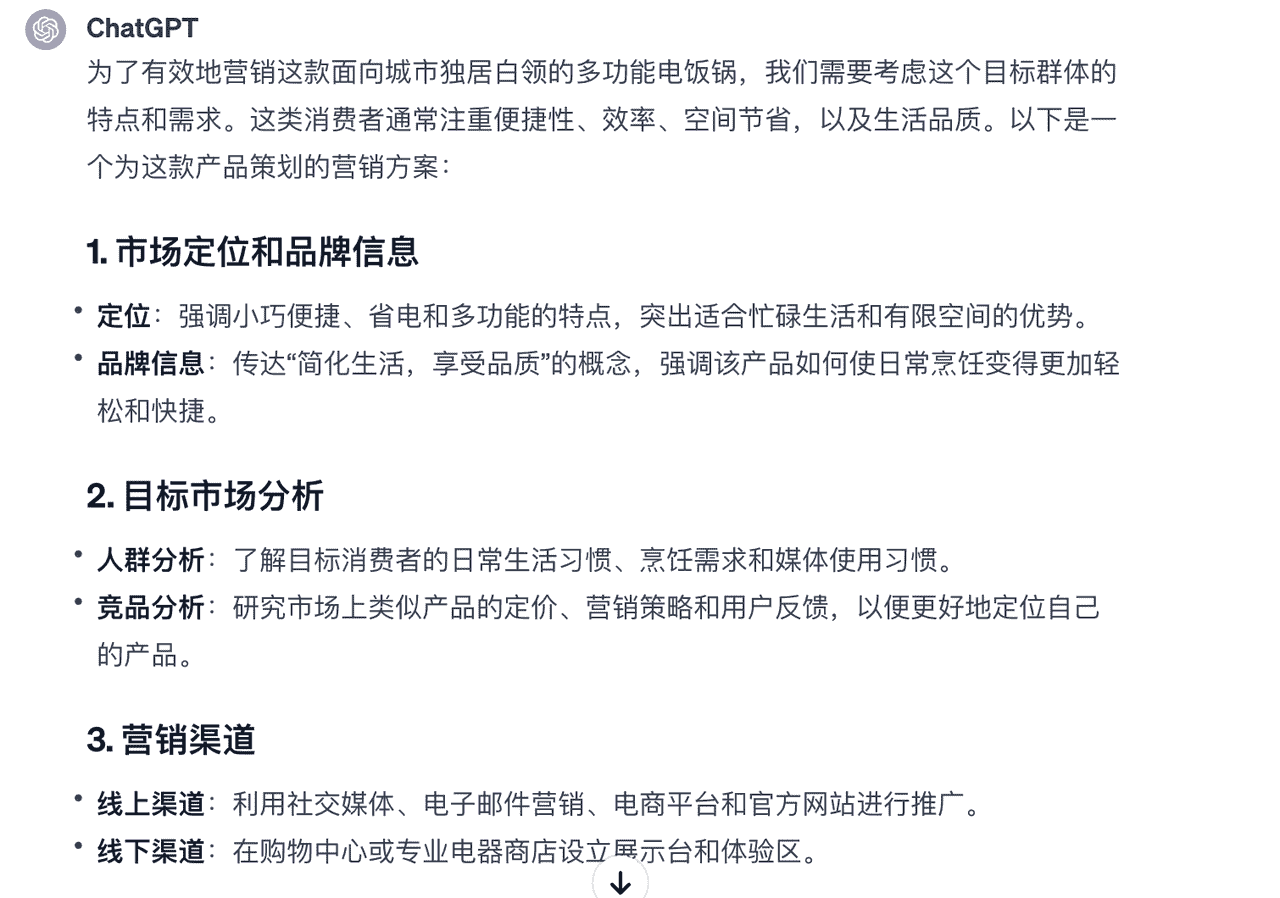 ChatGPT
为了有效地营销这款面向城市独居白领的多功能电饭锅，我们需要考虑这个目标群体的
特点和需求。这类消费者通常注重便捷性、效率、空间节省，以及生活品质。以下是一
个为这款产品策划的营销方案：
1. 市场定位和品牌信息
• 定位：强调小巧便捷、省电和多功能的特点，突出适合忙碌生活和有限空间的优势。
• 品牌信息：传达“简化生活，享受品质”的概念，强调该产品如何使日常烹饪变得更加轻
松和快捷。
2. 目标市场分析
• 人群分析：了解目标消费者的日常生活习惯、烹饪需求和媒体使用习惯。
• 竞品分析：研究市场上类似产品的定价、营销策略和用户反馈，以便更好地定位自己
的产品。
3. 营销渠道
• 线上渠道：利用社交媒体、电子邮件营销、电商平台和官方网站进行推广。
• 线下渠道：在购物中心或专业电器商店设立展示台和体验区。